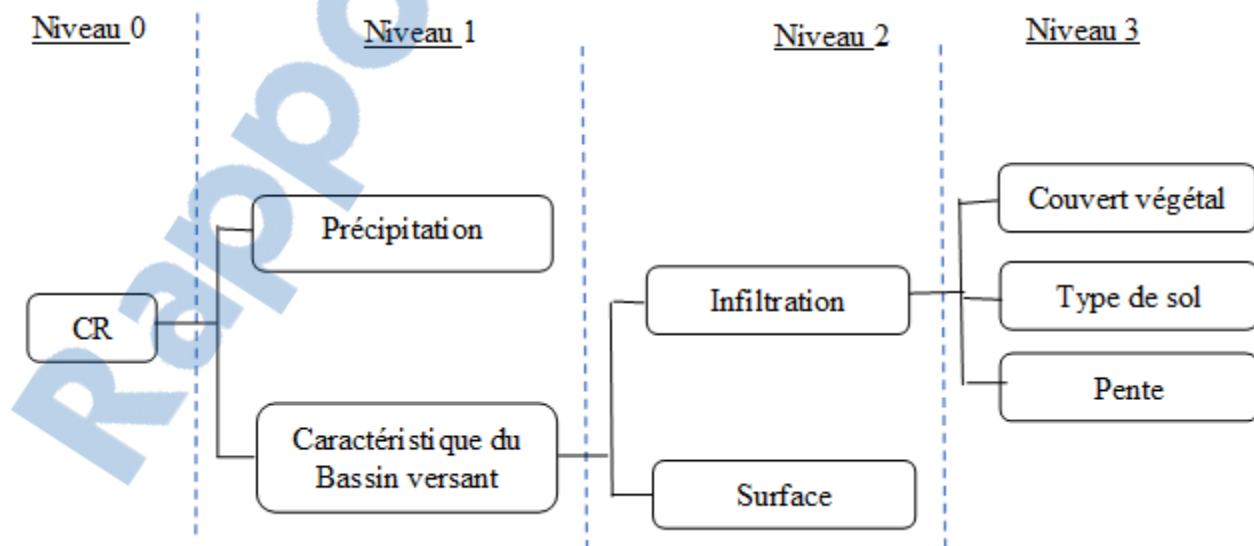 Niveau 0
Niveau 1
Niveau 2
Niveau 3
CR
Précipitation
Caractéristique du
Bassin versant
Infiltration
Surface
Couvert végétal
Type de sol
Pente
Rappo